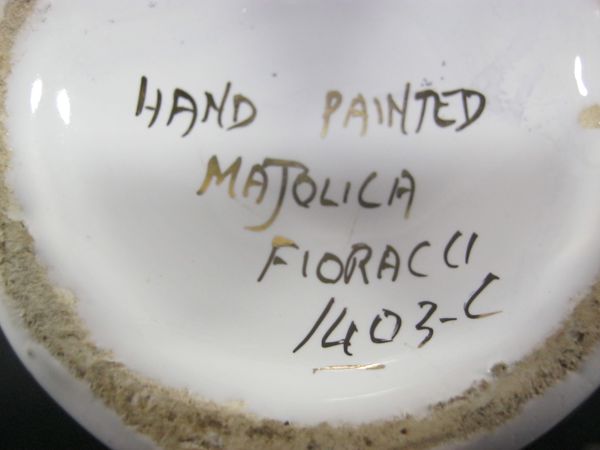 HAND PAINTED
MAJOLICA
FIORACCI
1403-C